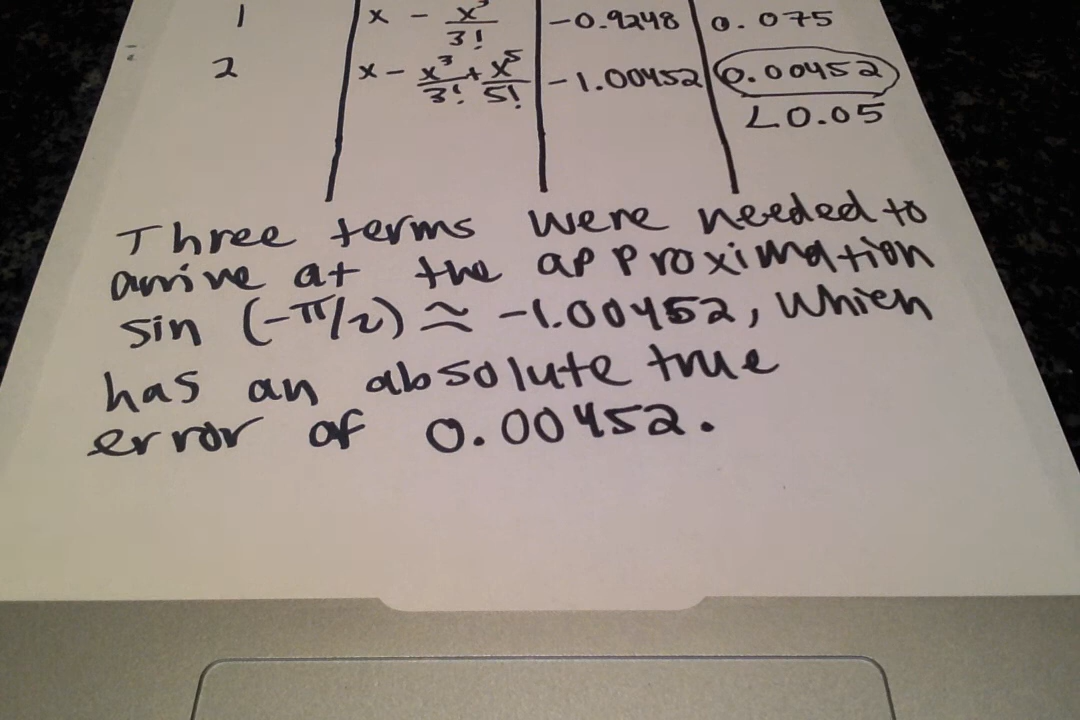 1 x - x³/3! -0.9248 0.075
2 x - x³/3! + x⁵/5! -1.00452 0.00452
<0.05
Three terms were needed to
arrive at the approximation
sin (-π/2) ≈ -1.00452, which
has an absolute true
error of 0.00452.